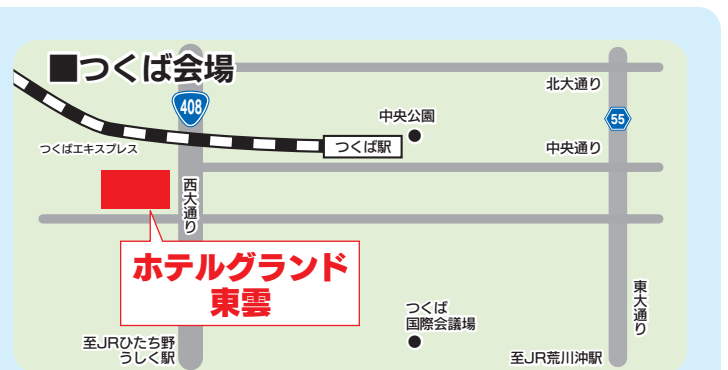 ■つくば会場
北大通り
408
中央公園
55
つくばエキスプレス
つくば駅
中央通り
西大通り
ホテルグランド
東雲
つくば
国際会議場
東大通り
至JRひたち野
うしく駅
至JR荒川沖駅